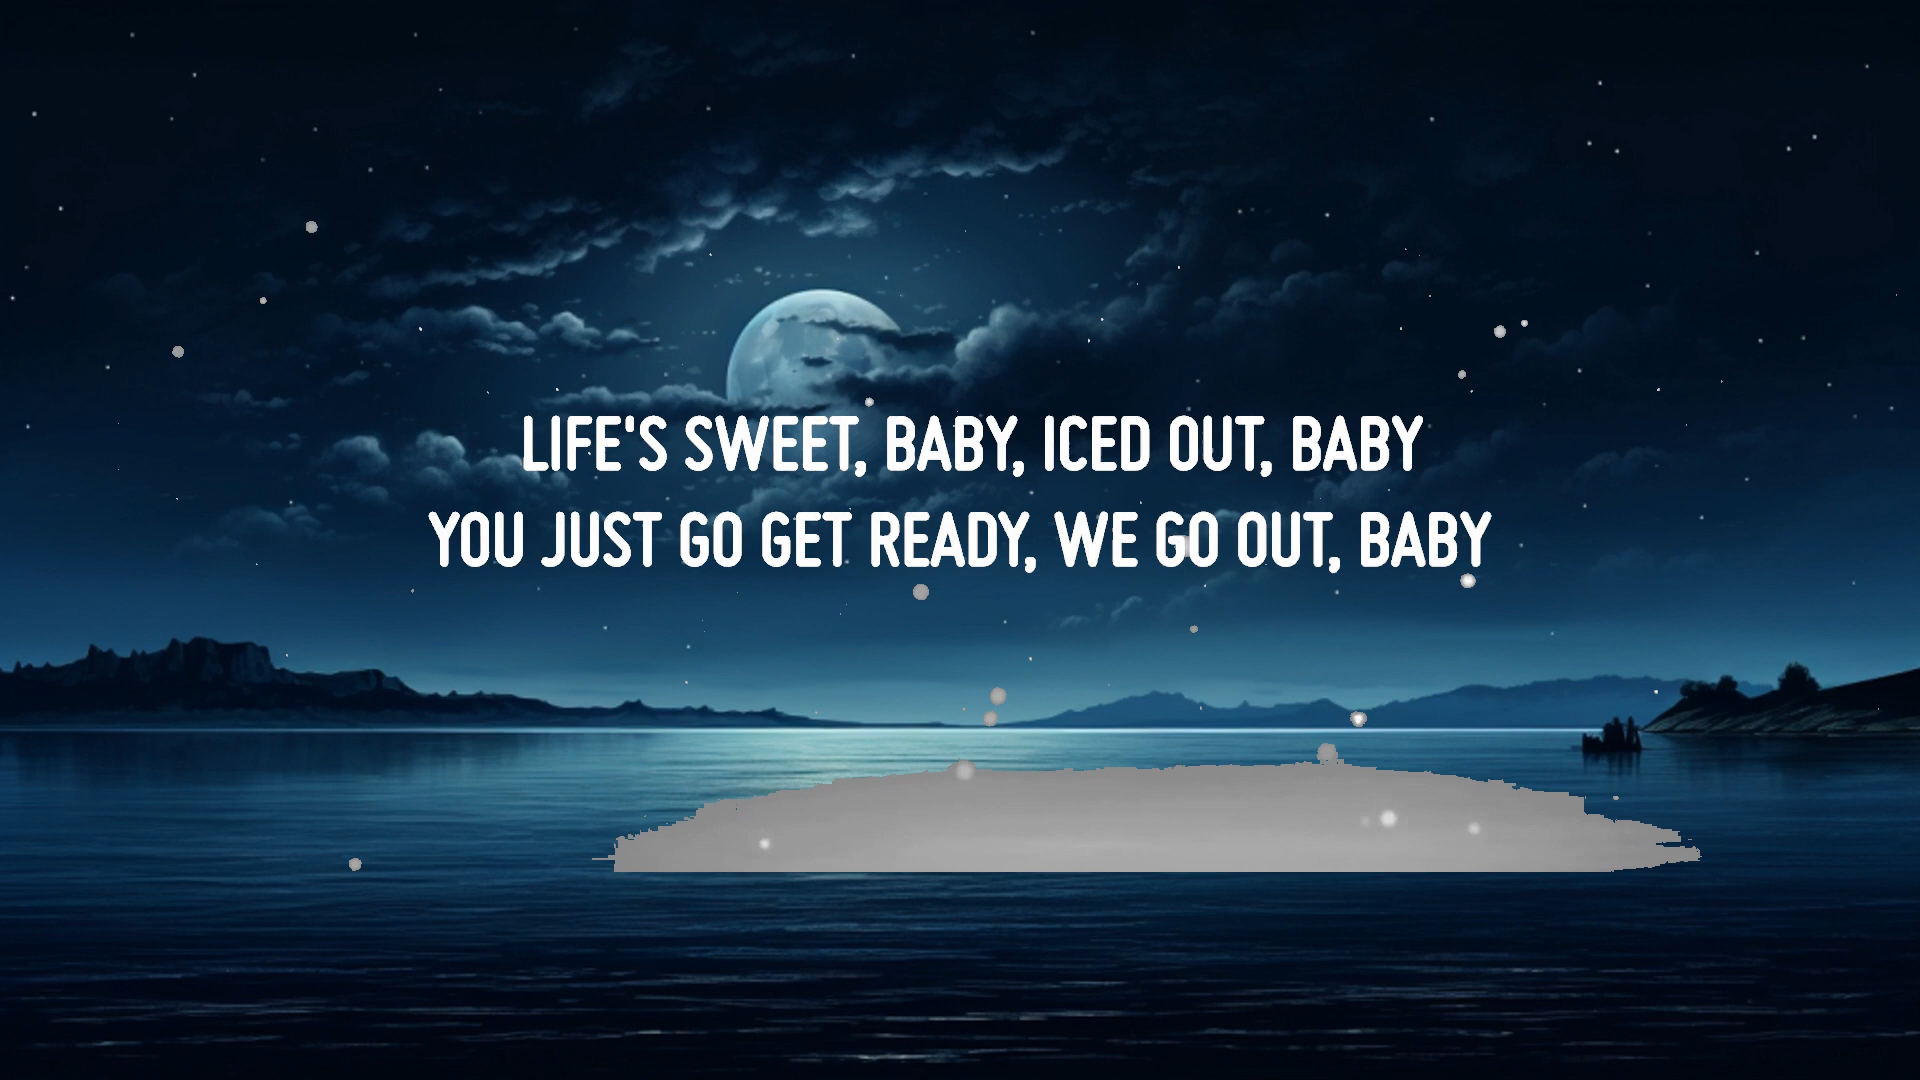 LIFE'S SWEET, BABY, ICED OUT, BABY
YOU JUST GO GET READY, WE GO OUT, BABY